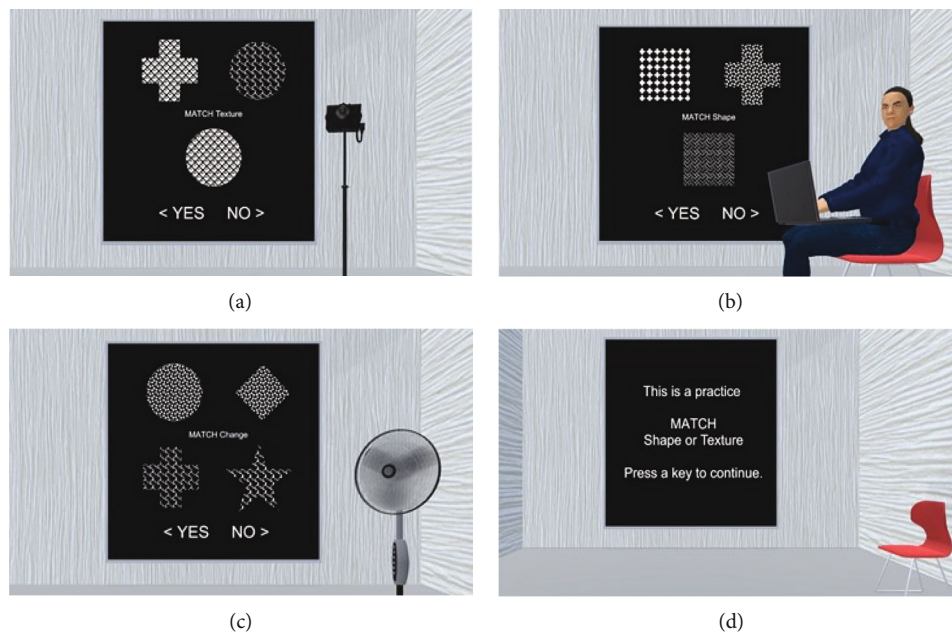 MATCH Texture
< YES NO >
(a)
MATCH Shape
< YES NO >
(b)
MATCH Change
< YES NO >
(c)
This is a practice
MATCH
Shape or Texture
Press a key to continue.
(d)